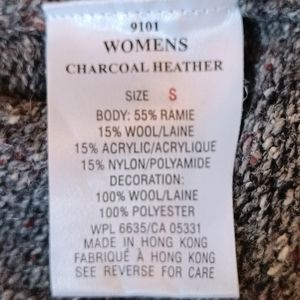 9101
WOMENS
CHARCOAL HEATHER
SIZE S
BODY: 55% RAMIE
15% WOOL/LAINE
15% ACRYLIC/ACRYLIQUE
15% NYLON/POLYAMIDE
DECORATION:
100% WOOL/LAINE
100% POLYESTER
WPL 6635/CA 05331
MADE IN HONG KONG
FABRIQUÉ À HONG KONG
SEE REVERSE FOR CARE